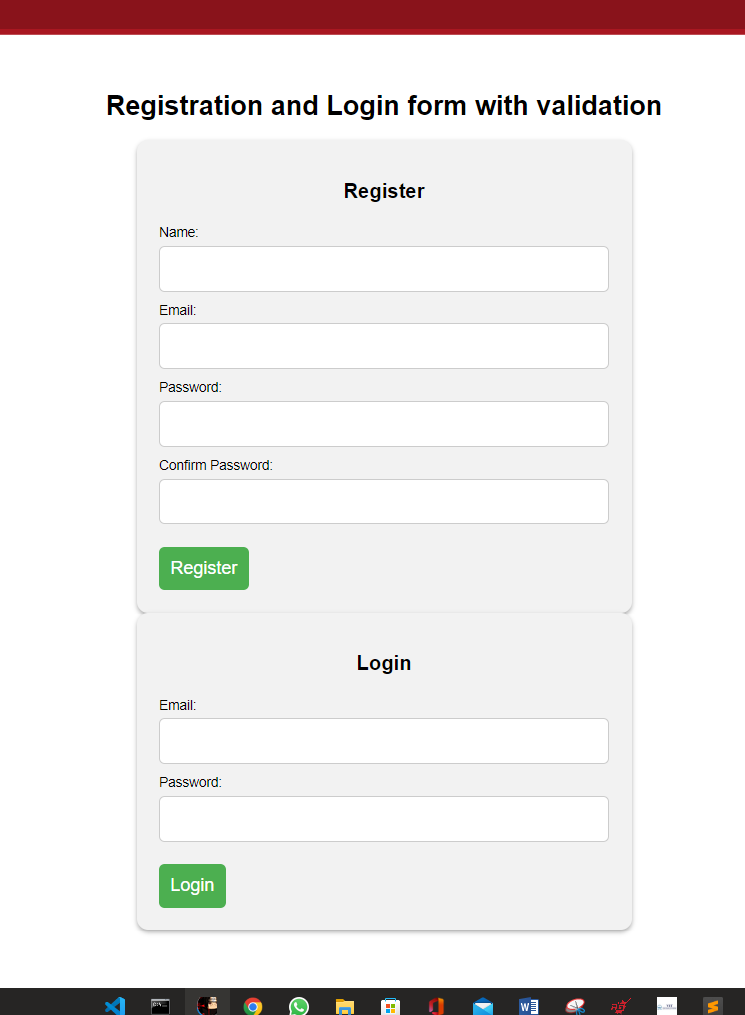 Registration and Login form with validation
Register
Name:
Email:
Password:
Confirm Password:
Register
Login
Email:
Password:
Login